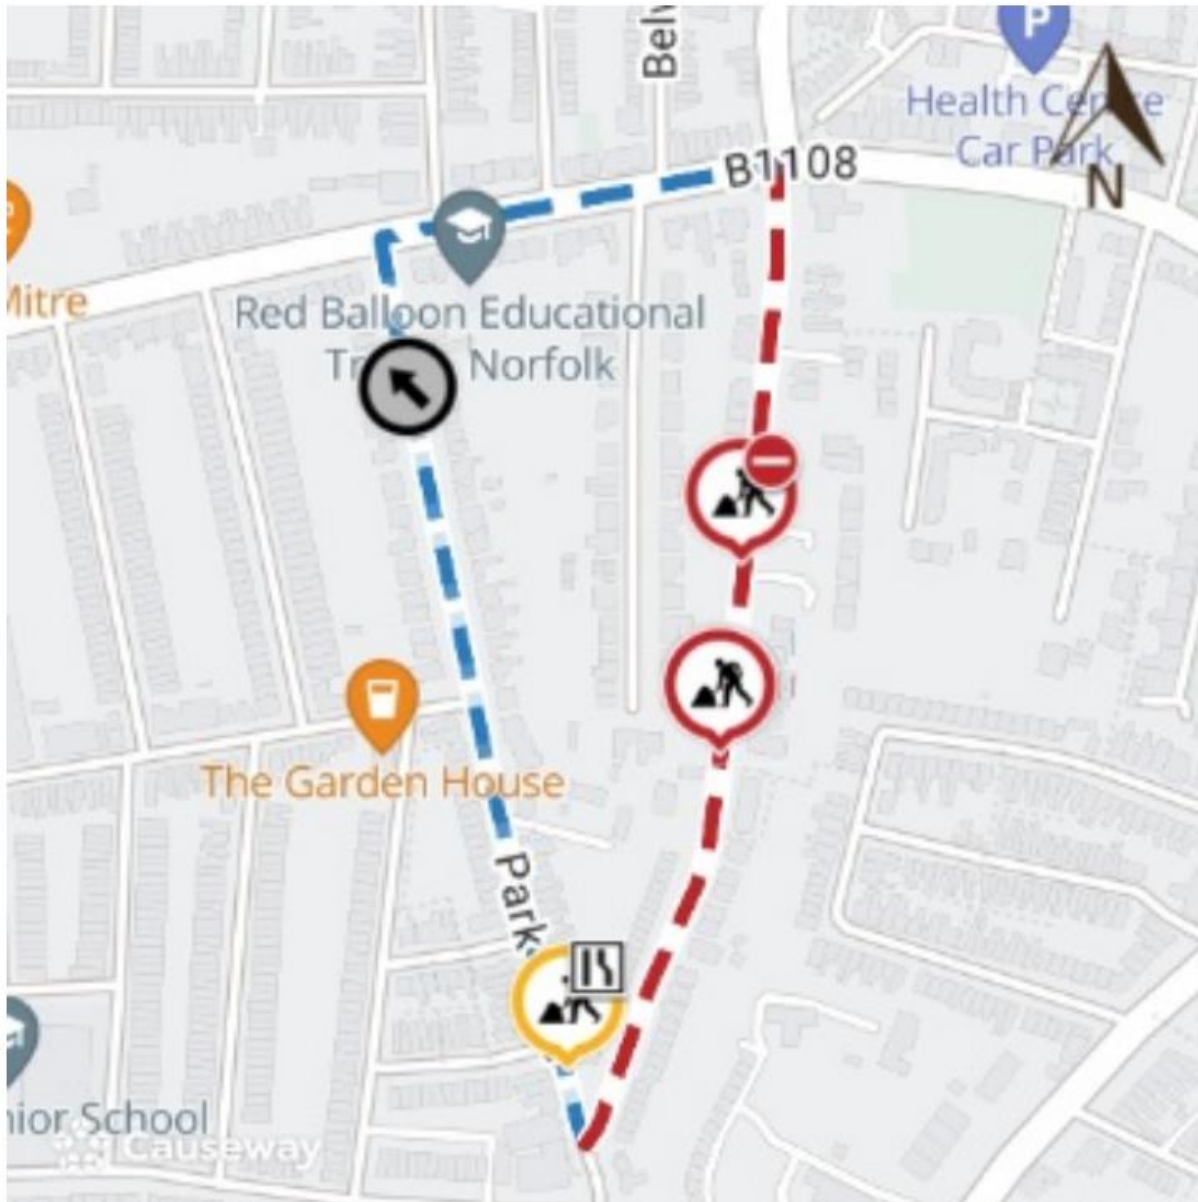 P
Belv
Health Centre
Car Park
N
B1108
Mitre
Red Balloon Educational
Norfolk
The Garden House
Park
nior School
Causeway